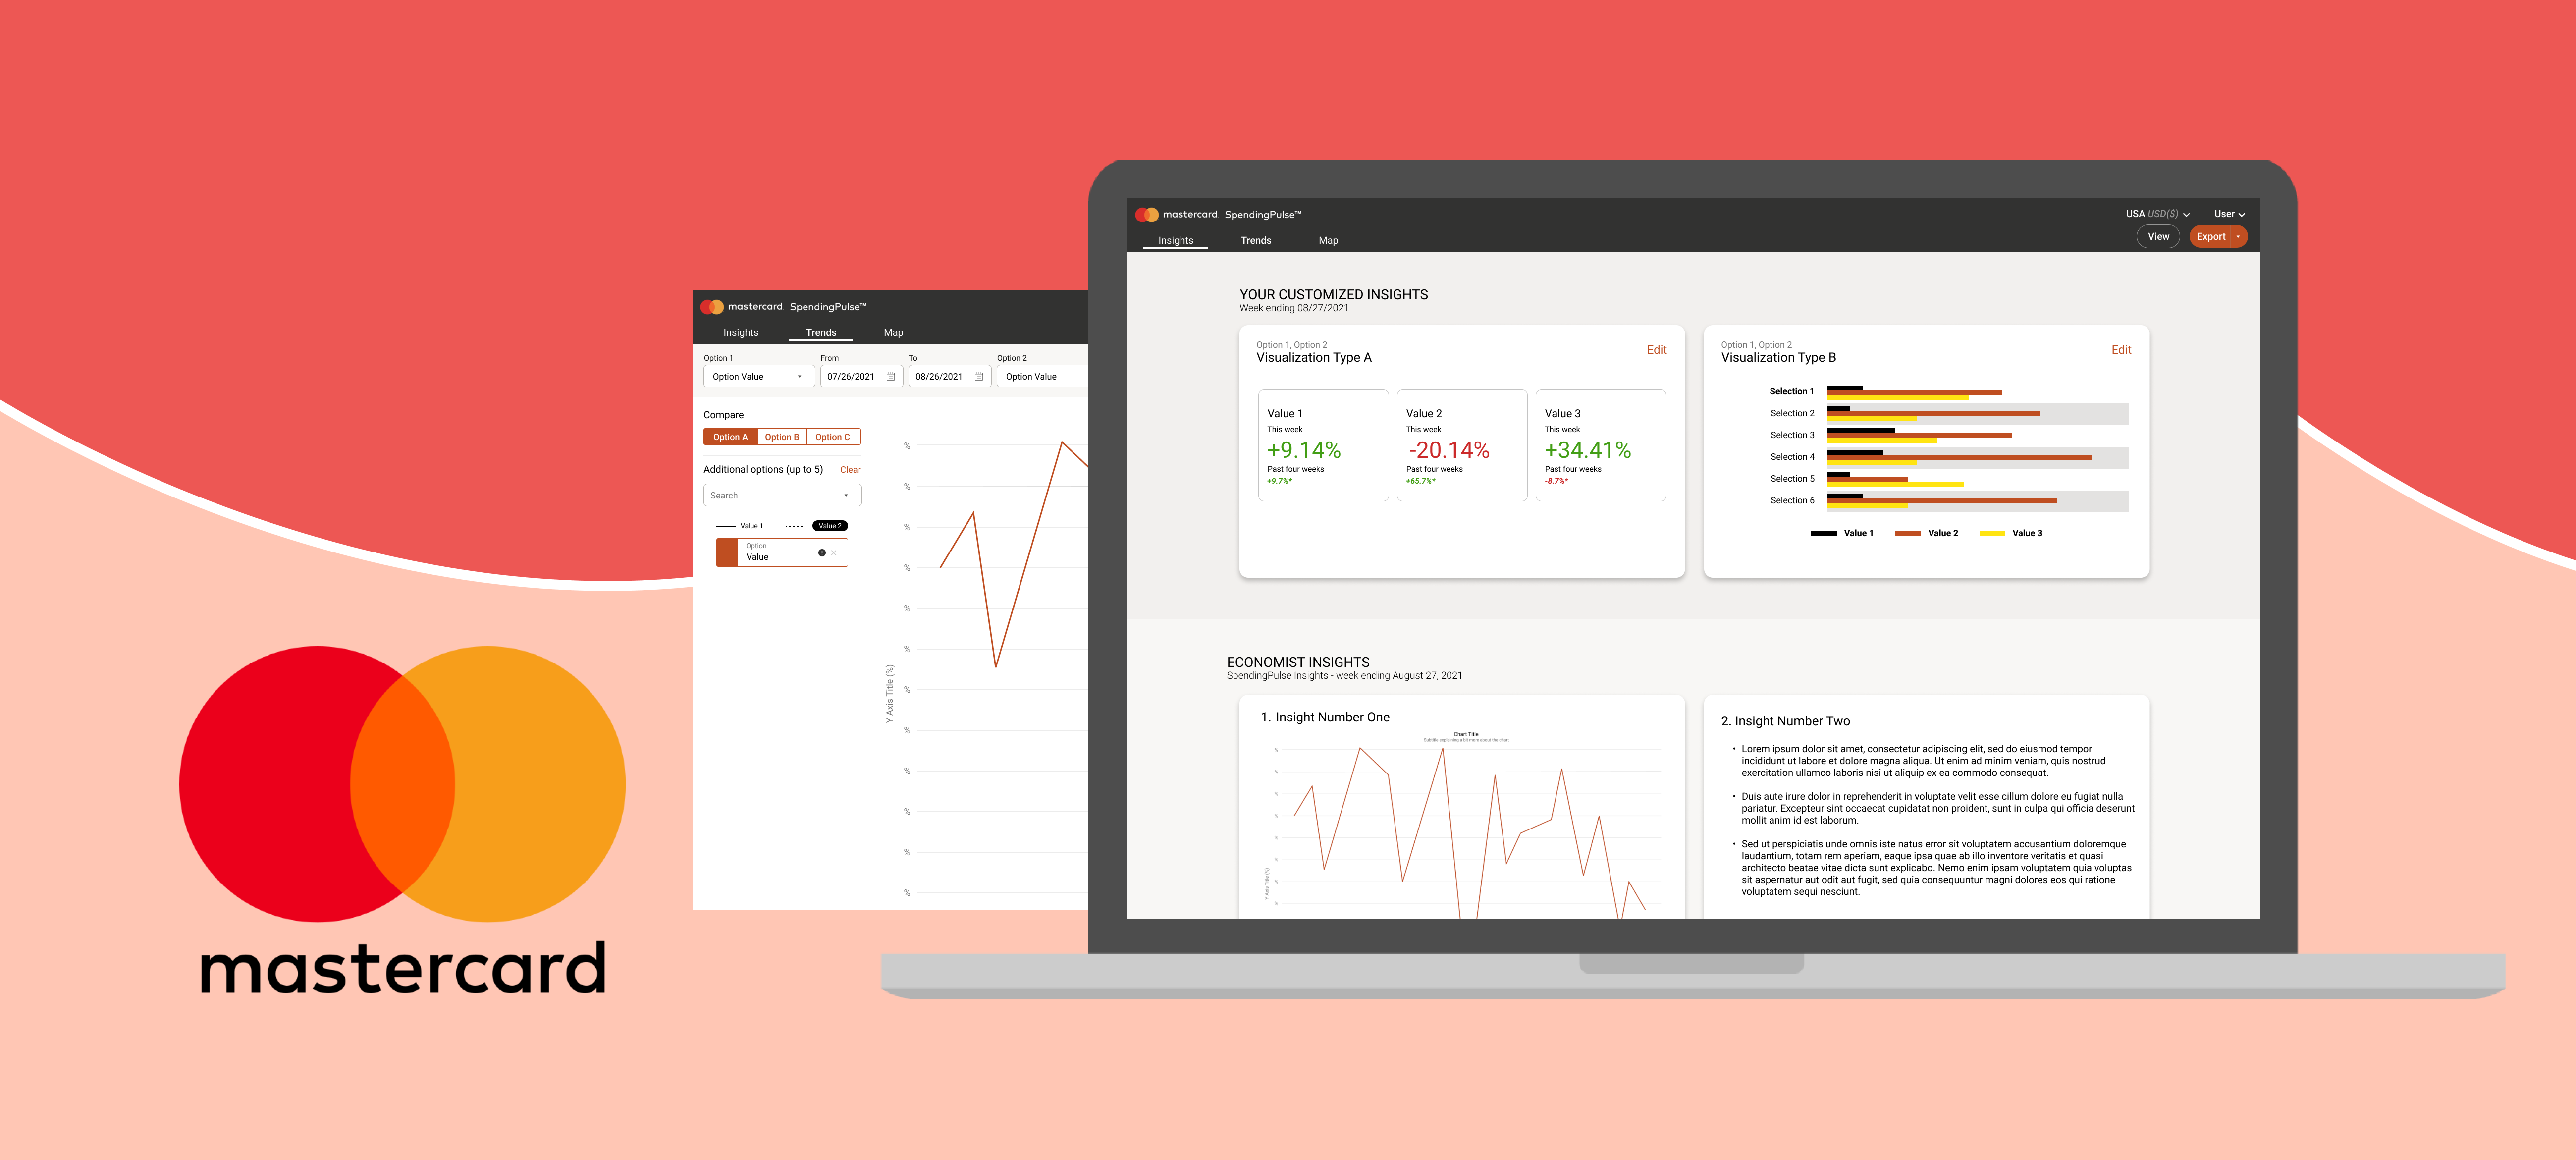 mastercard
mastercard SpendingPulse™
Insights Trends Map
Option 1 From To Option 2
Option Value 07/26/2021 08/26/2021 Option Value
Compare
Option A Option B Option C
Additional options (up to 5) Clear
Search
Value 1 Value 2
Option
Value
Y Axis Title (%)
%
%
%
%
%
%
%
%
%
%
%
%
mastercard SpendingPulse™
USA USD($) User
Insights Trends Map
View Export
YOUR CUSTOMIZED INSIGHTS
Week ending 08/27/2021
Option 1, Option 2
Visualization Type A
Edit
Value 1
This week
+9.14%
Past four weeks
+9.7%*
Value 2
This week
-20.14%
Past four weeks
+65.7%*
Value 3
This week
+34.41%
Past four weeks
-8.7%*
Option 1, Option 2
Visualization Type B
Edit
Selection 1
Selection 2
Selection 3
Selection 4
Selection 5
Selection 6
Value 1 Value 2 Value 3
ECONOMIST INSIGHTS
SpendingPulse Insights - week ending August 27, 2021
1. Insight Number One
Chart Title
Subtitle explaining a bit more about the chart
Y Axis Title (%)
%
%
%
%
%
%
%
%
2. Insight Number Two
• Lorem ipsum dolor sit amet, consectetur adipiscing elit, sed do eiusmod tempor
incididunt ut labore et dolore magna aliqua. Ut enim ad minim veniam, quis nostrud
exercitation ullamco laboris nisi ut aliquip ex ea commodo consequat.
• Duis aute irure dolor in reprehenderit in voluptate velit esse cillum dolore eu fugiat nulla
pariatur. Excepteur sint occaecat cupidatat non proident, sunt in culpa qui officia deserunt
mollit anim id est laborum.
• Sed ut perspiciatis unde omnis iste natus error sit voluptatem accusantium doloremque
laudantium, totam rem aperiam, eaque ipsa quae ab illo inventore veritatis et quasi
architecto beatae vitae dicta sunt explicabo. Nemo enim ipsam voluptatem quia voluptas
sit aspernatur aut odit aut fugit, sed quia consequuntur magni dolores eos qui ratione
voluptatem sequi nesciunt.